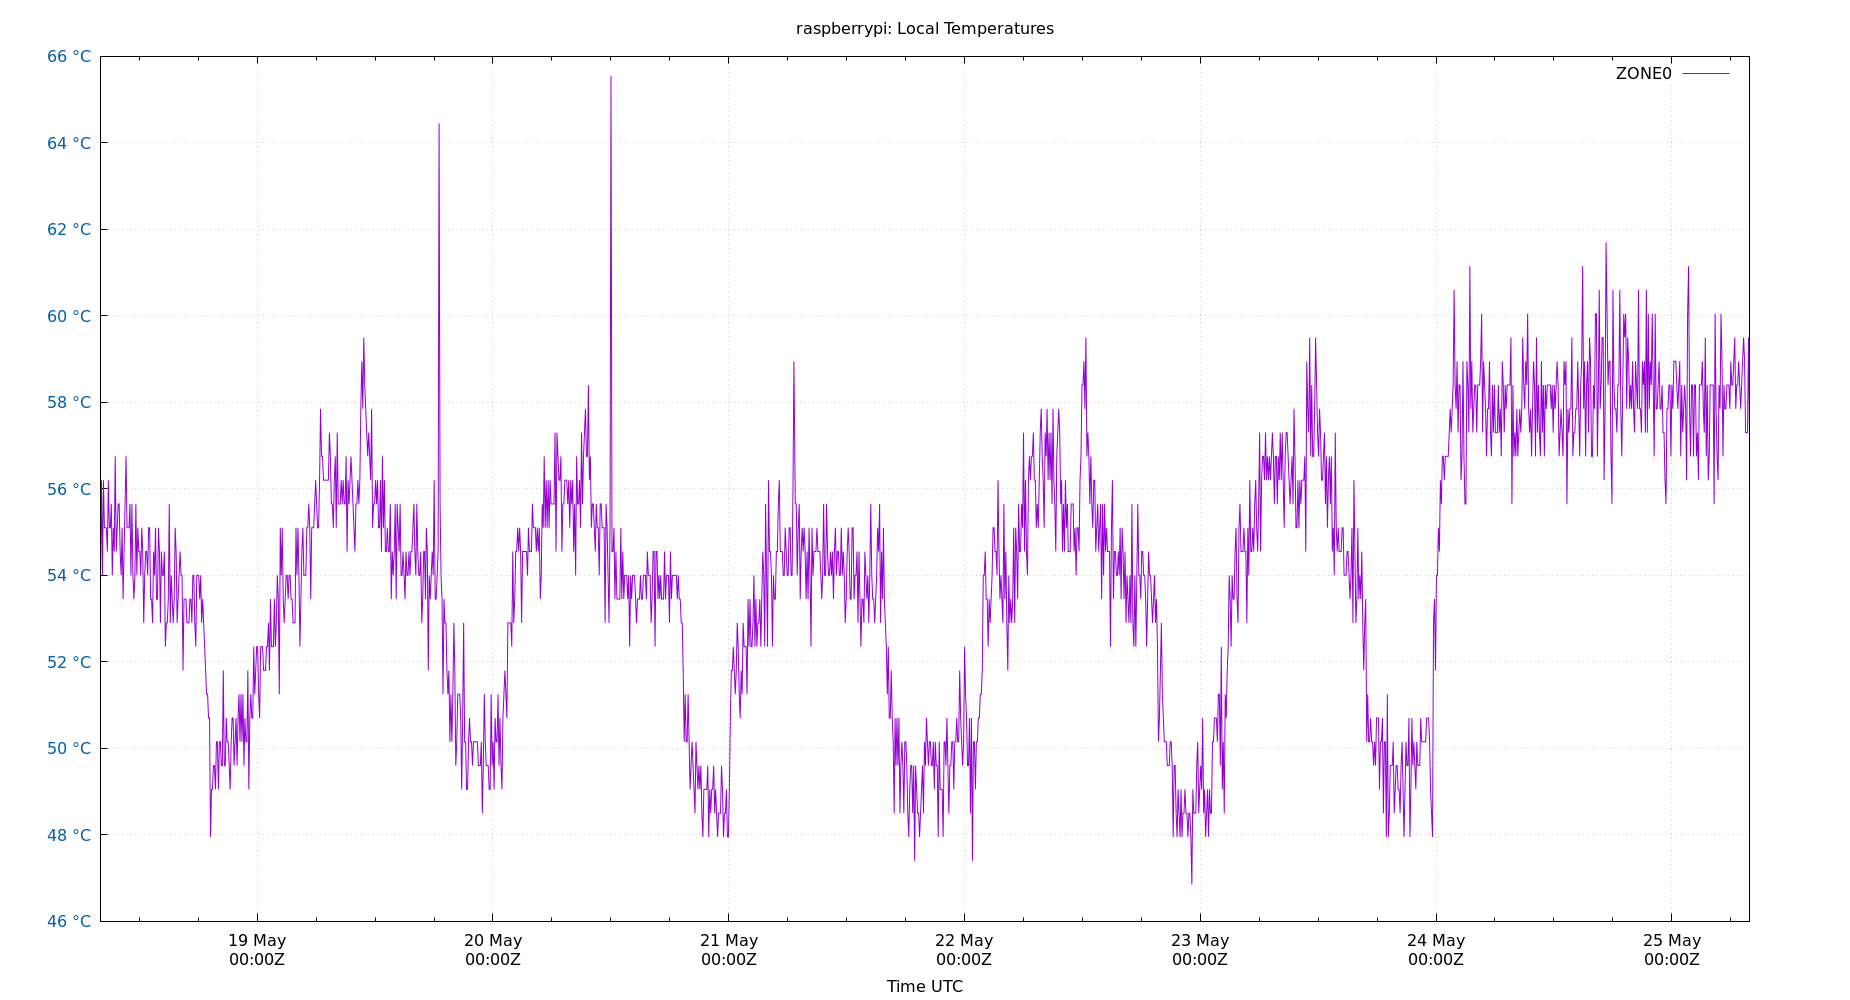 raspberrypi: Local Temperatures
66 °C
ZONE0
64 °C
62 °C
60 °C
58 °C
56 °C
54 °C
52 °C
50 °C
48 °C
46 °C
19 May 20 May 21 May 22 May 23 May 24 May 25 May
00:00Z 00:00Z 00:00Z 00:00Z 00:00Z 00:00Z 00:00Z
Time UTC